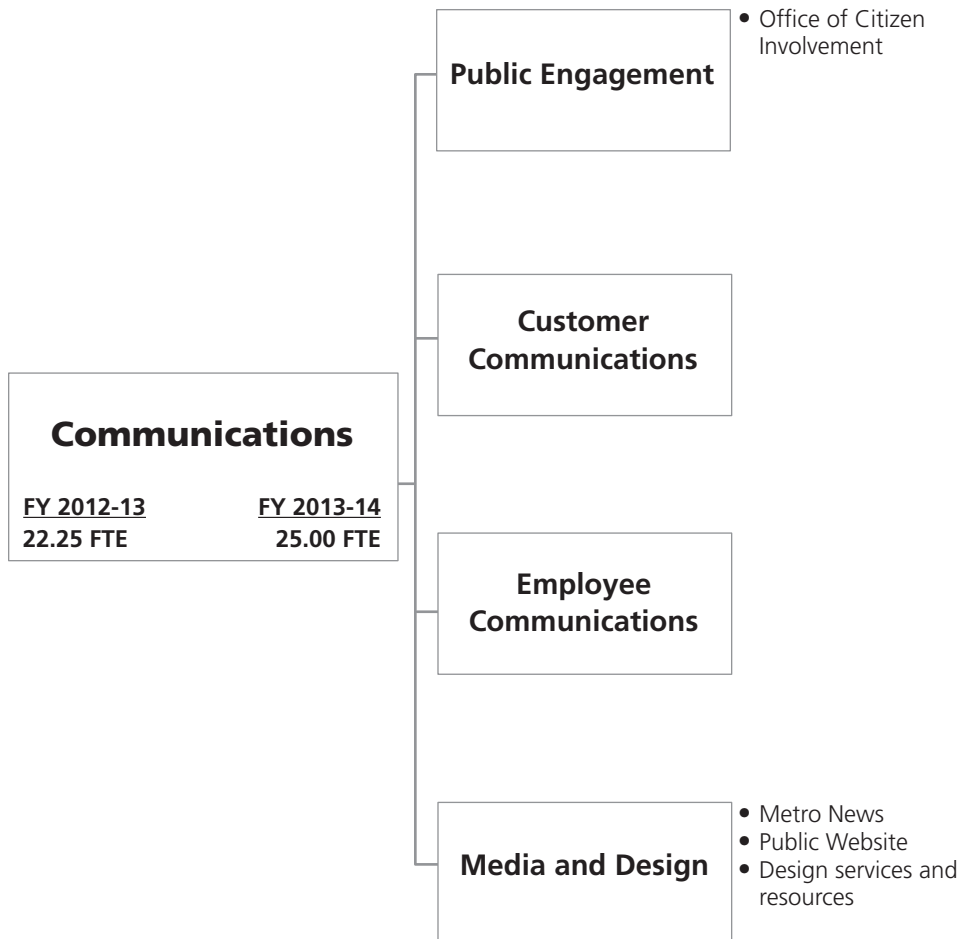 • Office of Citizen
Involvement
Public Engagement
Customer
Communications
Communications
FY 2012-13 FY 2013-14
22.25 FTE 25.00 FTE
Employee
Communications
• Metro News
• Public Website
• Design services and
resources
Media and Design